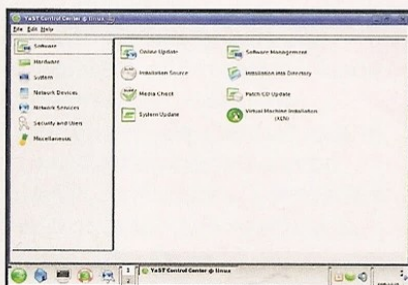 YaST Control Center @ linux
File Edit Help
Software
Hardware
System
Network Devices
Network Services
Security and Users
Miscellaneous
Online Update
Software Management
Installation Source
Installation into Directory
Media Check
Patch CD Update
System Update
Virtual Machine Installation
(XEN)
1
YaST Control Center @ linux